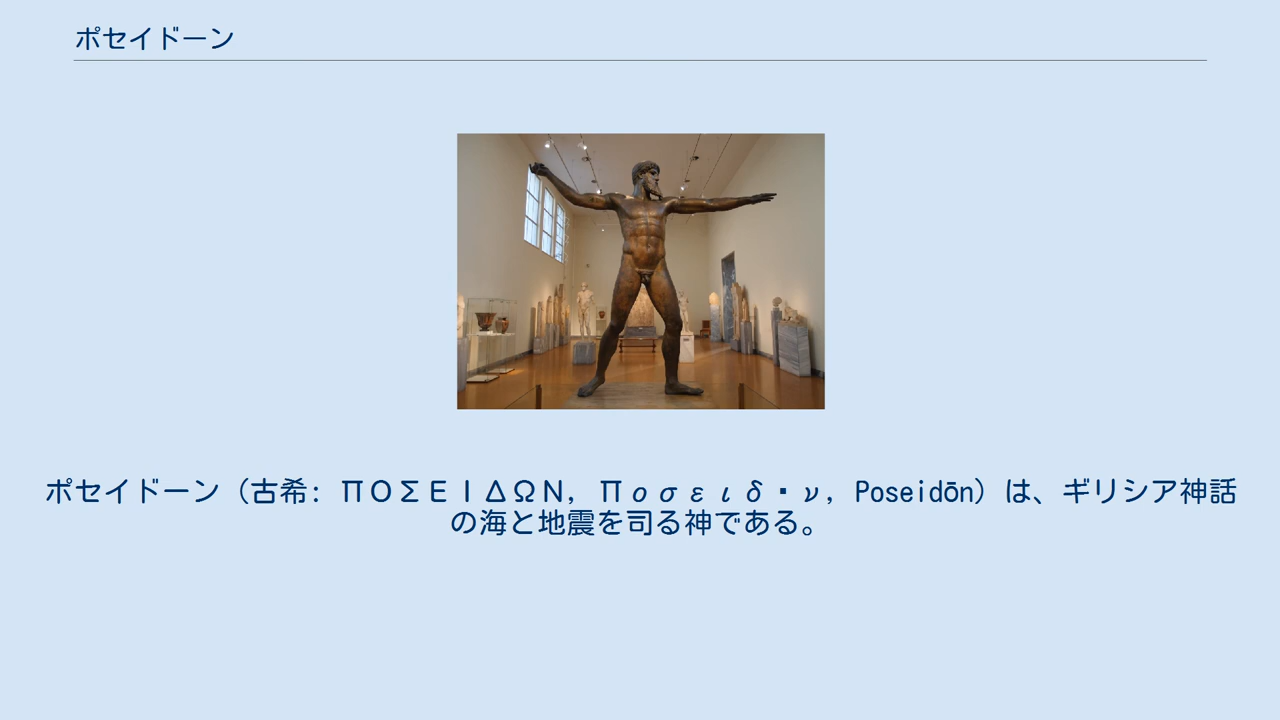 ポセイドーン
ポセイドーン（古希: ΠΟΣΕΙΔΩΝ, Ποσειδ・ν, Poseidōn）は、ギリシア神話
の海と地震を司る神である。